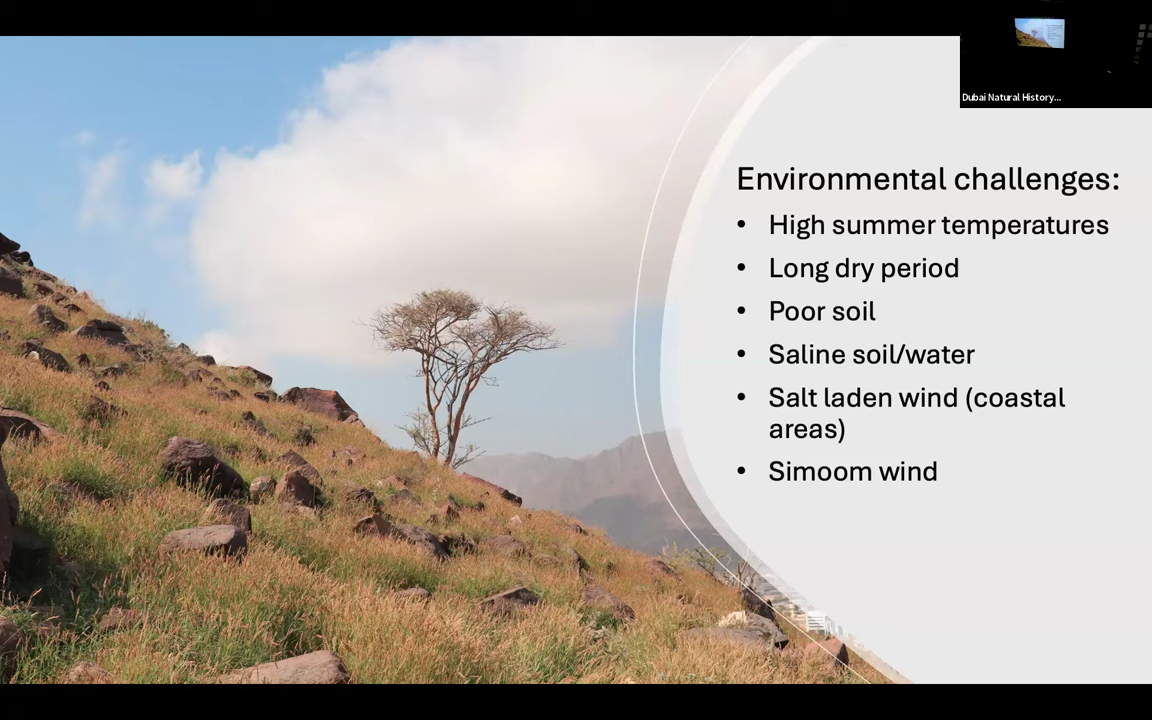 Dubai Natural History...
Environmental challenges:
• High summer temperatures
• Long dry period
• Poor soil
• Saline soil/water
• Salt laden wind (coastal
areas)
• Simoom wind